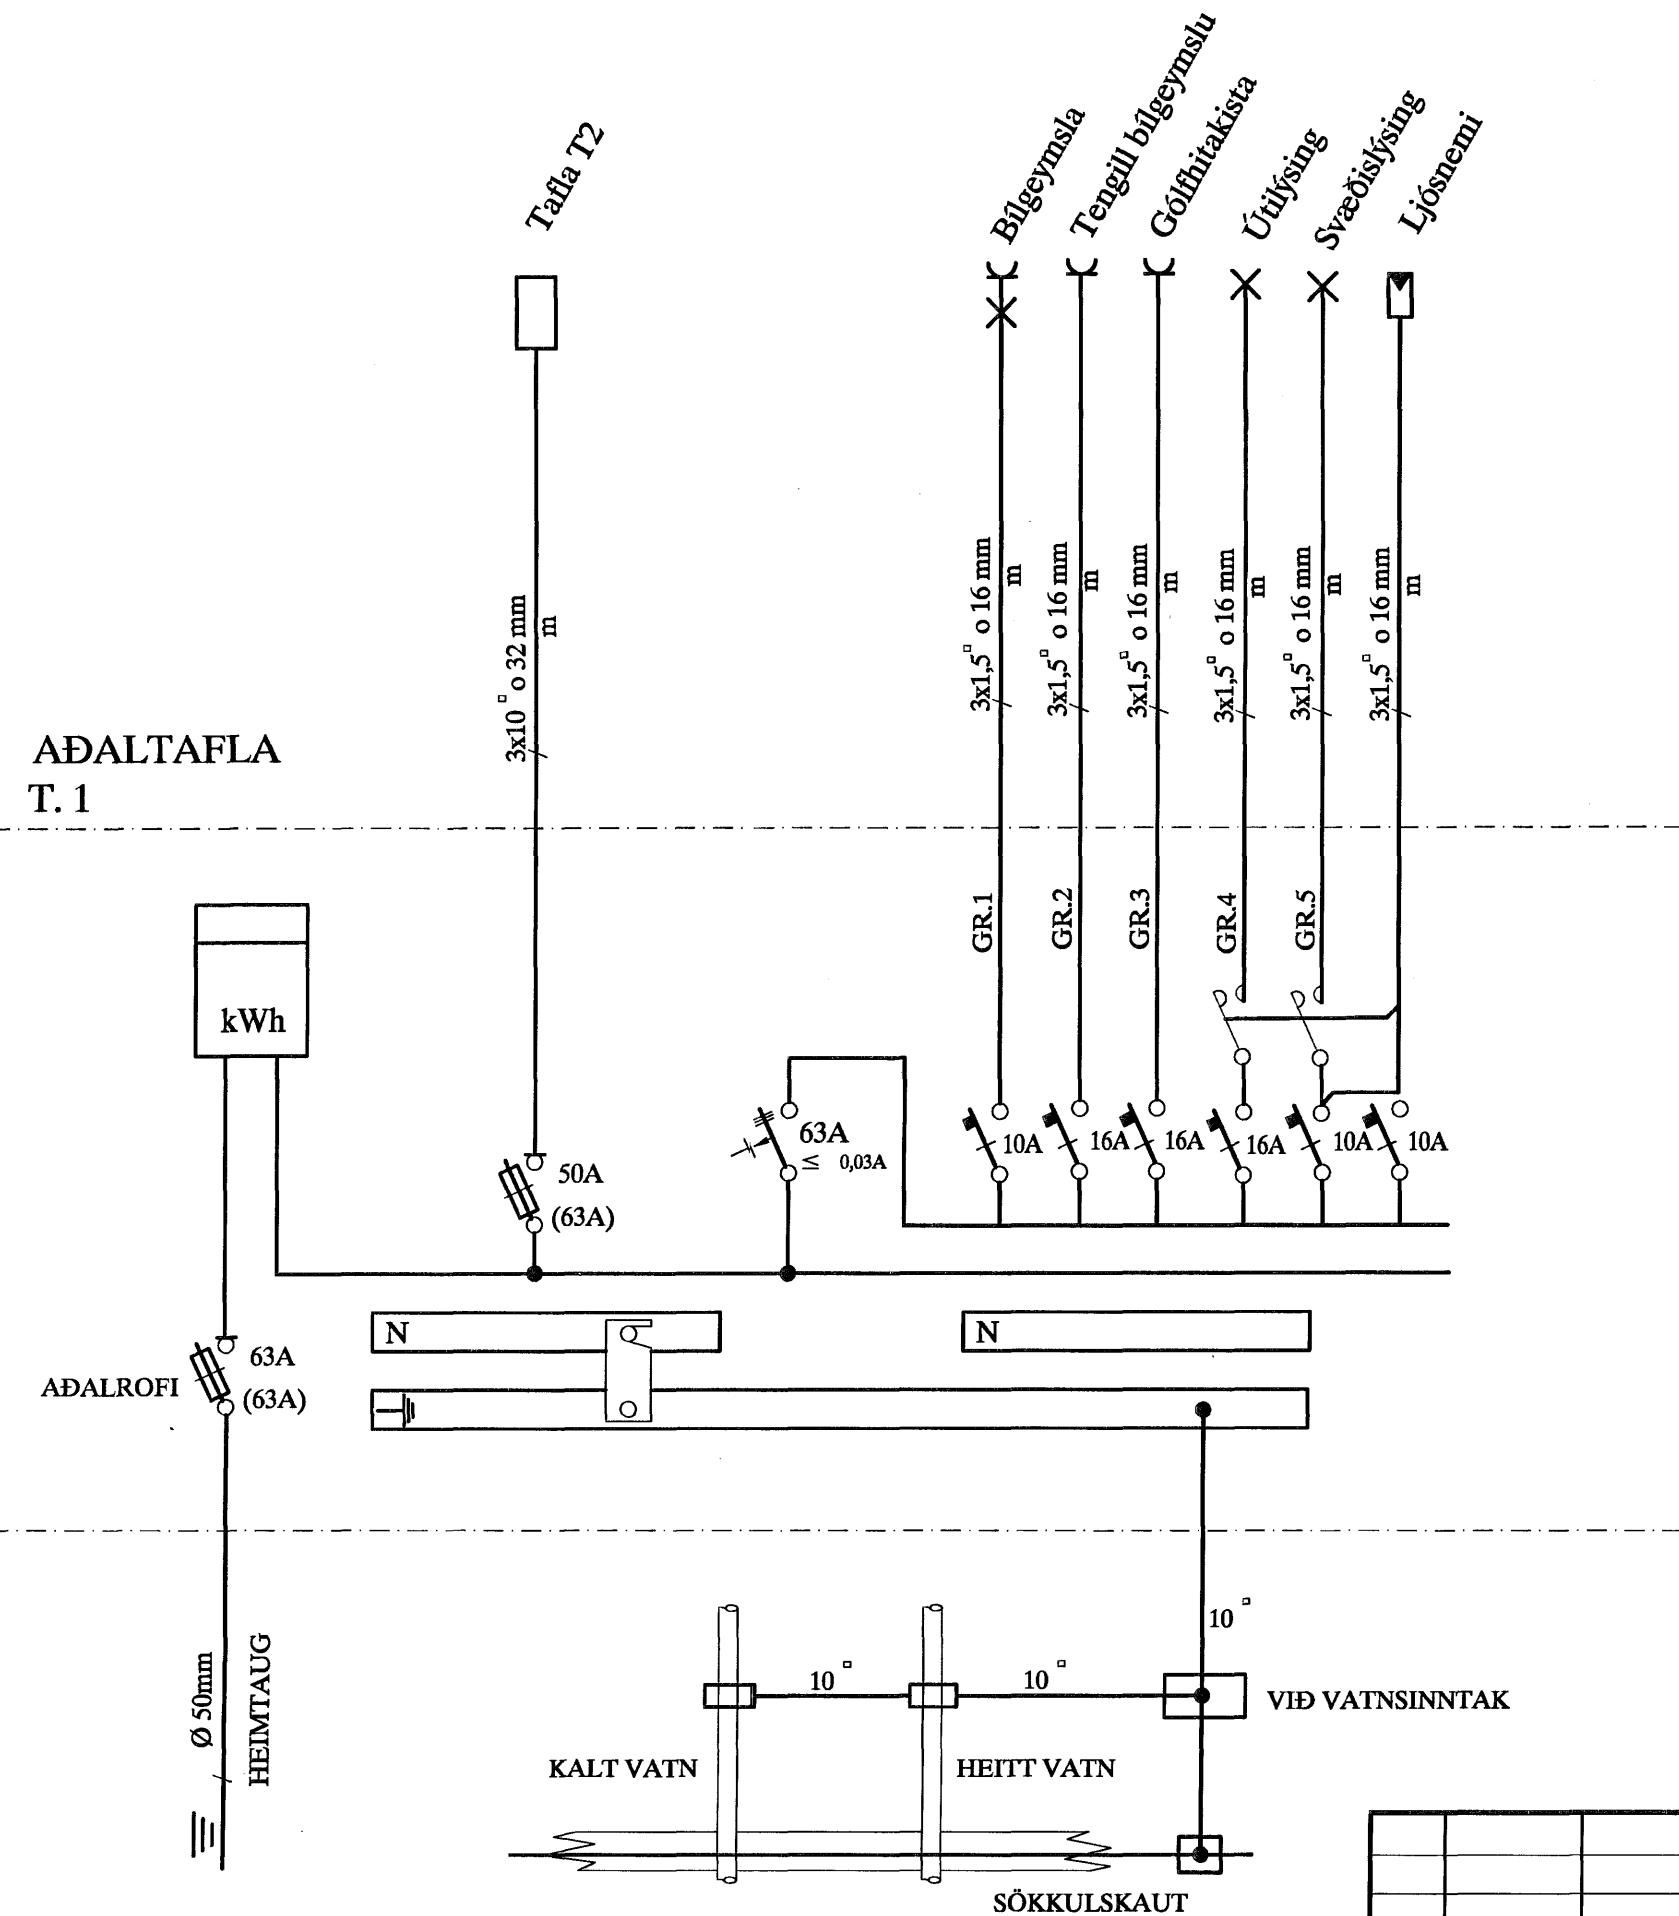 Tafla T2
Bílgeymsla
Tengill bílgeymslu
Gólfhitakista
Útilýsing
Svæðislýsing
Ljósnemi
3x10 □ o 32 mm
m
3x1,5□ o 16 mm
m
3x1,5□ o 16 mm
m
3x1,5□ o 16 mm
3x1,5□ o 16 mm
m
3x1,5□ o 16 mm
m
3x1,5□ o 16 mm
m
AÐALTAFLA
T. 1
GR.1
GR.2
GR.3
GR.4
GR.5
kWh
63A
≤ 0,03A
10A
16A
16A
16A
10A
10A
50A
(63A)
N
N
63A
AÐALROFI
(63A)
10 □
Ø 50mm
HEIMTAUG
10 □
10 □
VIÐ VATNSINNTAK
KALT VATN
HEITT VATN
SÖKKULSKAUT